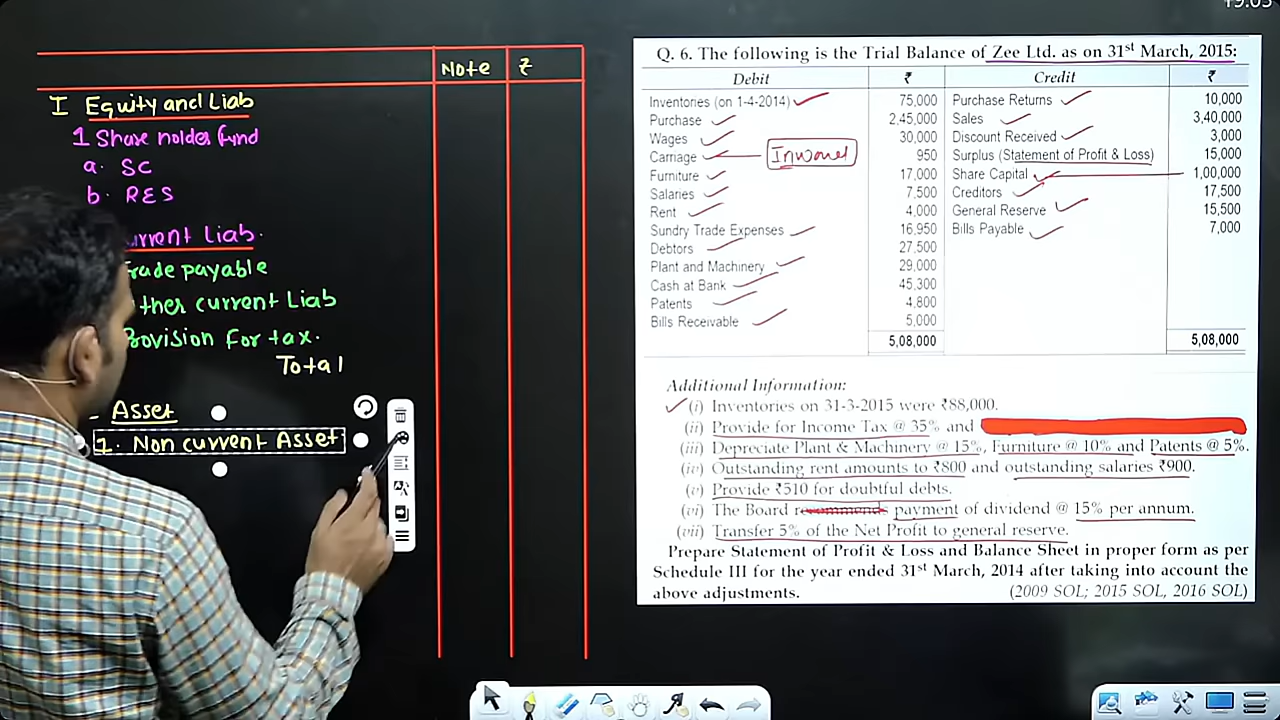 19:05
Note ₹
I Equity and Liab
1 Share holder fund
a. SC
b. RES
urrent Liab.
rade payable
ther current Liab
rovision for tax.
Total
- Asset
1. Non current Asset
Q. 6. The following is the Trial Balance of Zee Ltd. as on 31st March, 2015:
Debit ₹ Credit ₹
Inventories (on 1-4-2014) 75,000 Purchase Returns 10,000
Purchase 2,45,000 Sales 3,40,000
Wages 30,000 Discount Received 3,000
Carriage Inward 950 Surplus (Statement of Profit & Loss) 15,000
Furniture 17,000 Share Capital 1,00,000
Salaries 7,500 Creditors 17,500
Rent 4,000 General Reserve 15,500
Sundry Trade Expenses 16,950 Bills Payable 7,000
Debtors 27,500
Plant and Machinery 29,000
Cash at Bank 45,300
Patents 4,800
Bills Receivable 5,000
5,08,000 5,08,000
Additional Information:
(i) Inventories on 31-3-2015 were ₹88,000.
(ii) Provide for Income Tax @ 35% and
(iii) Depreciate Plant & Machinery @ 15%, Furniture @ 10% and Patents @ 5%.
(iv) Outstanding rent amounts to ₹800 and outstanding salaries ₹900.
(v) Provide ₹510 for doubtful debts.
(vi) The Board recommends payment of dividend @ 15% per annum.
(vii) Transfer 5% of the Net Profit to general reserve.
Prepare Statement of Profit & Loss and Balance Sheet in proper form as per
Schedule III for the year ended 31st March, 2014 after taking into account the
above adjustments. (2009 SOL; 2015 SOL, 2016 SOL)